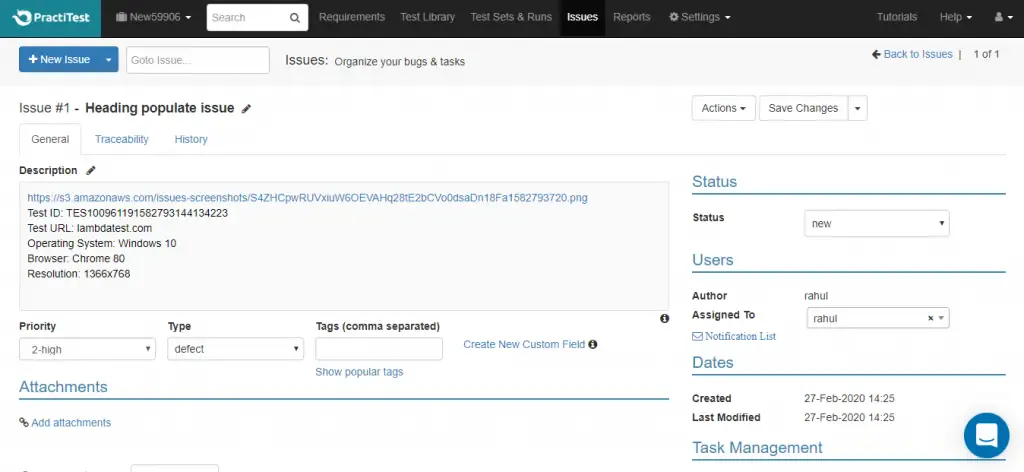 PractiTest New59906 Search Requirements Test Library Test Sets & Runs Issues Reports Settings Tutorials Help
+ New Issue Goto Issue... Issues: Organize your bugs & tasks Back to Issues | 1 of 1
Issue #1 - Heading populate issue Actions Save Changes
General Traceability History
Description
https://s3.amazonaws.com/issues-screenshots/S4ZHCpwRUVxiuW6OEVAHq28tE2bCVo0dsaDn18Fa1582793720.png
Test ID: TES100961191582793144134223
Test URL: lambdatest.com
Operating System: Windows 10
Browser: Chrome 80
Resolution: 1366x768
Priority Type Tags (comma separated)
2-high defect Create New Custom Field
Show popular tags
Attachments
Add attachments
Status
Status new
Users
Author rahul
Assigned To rahul
Notification List
Dates
Created 27-Feb-2020 14:25
Last Modified 27-Feb-2020 14:25
Task Management